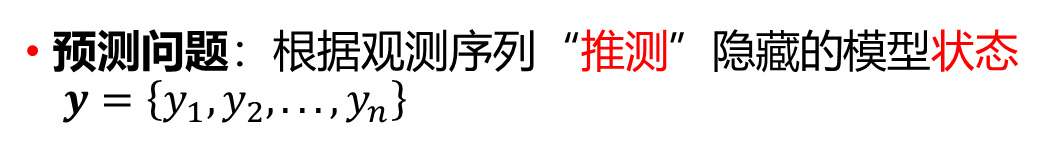 • 预测问题：根据观测序列“推测”隐藏的模型状态
y = {y₁, y₂, . . . , yₙ}